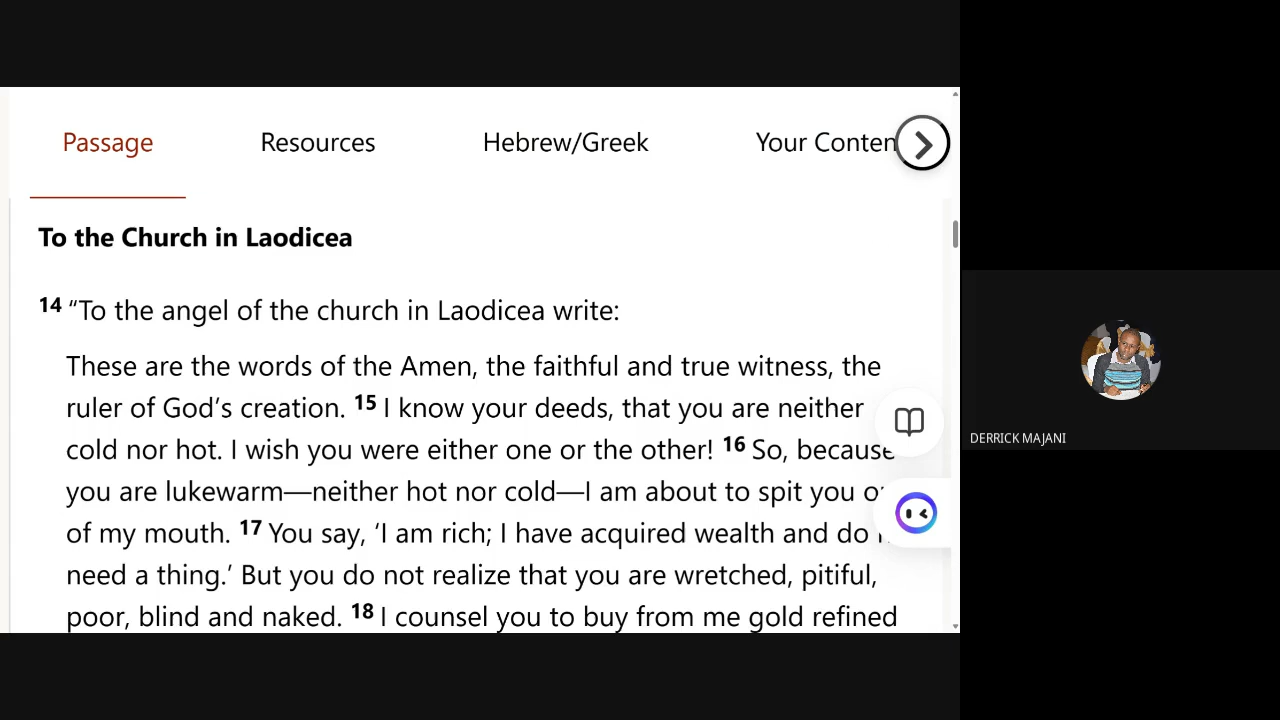 Passage
Resources
Hebrew/Greek
Your Conten
To the Church in Laodicea
14 “To the angel of the church in Laodicea write:
These are the words of the Amen, the faithful and true witness, the
ruler of God’s creation. 15 I know your deeds, that you are neither
cold nor hot. I wish you were either one or the other! 16 So, because
you are lukewarm—neither hot nor cold—I am about to spit you
of my mouth. 17 You say, ‘I am rich; I have acquired wealth and do
need a thing.’ But you do not realize that you are wretched, pitiful,
poor, blind and naked. 18 I counsel you to buy from me gold refined
DERRICK MAJANI